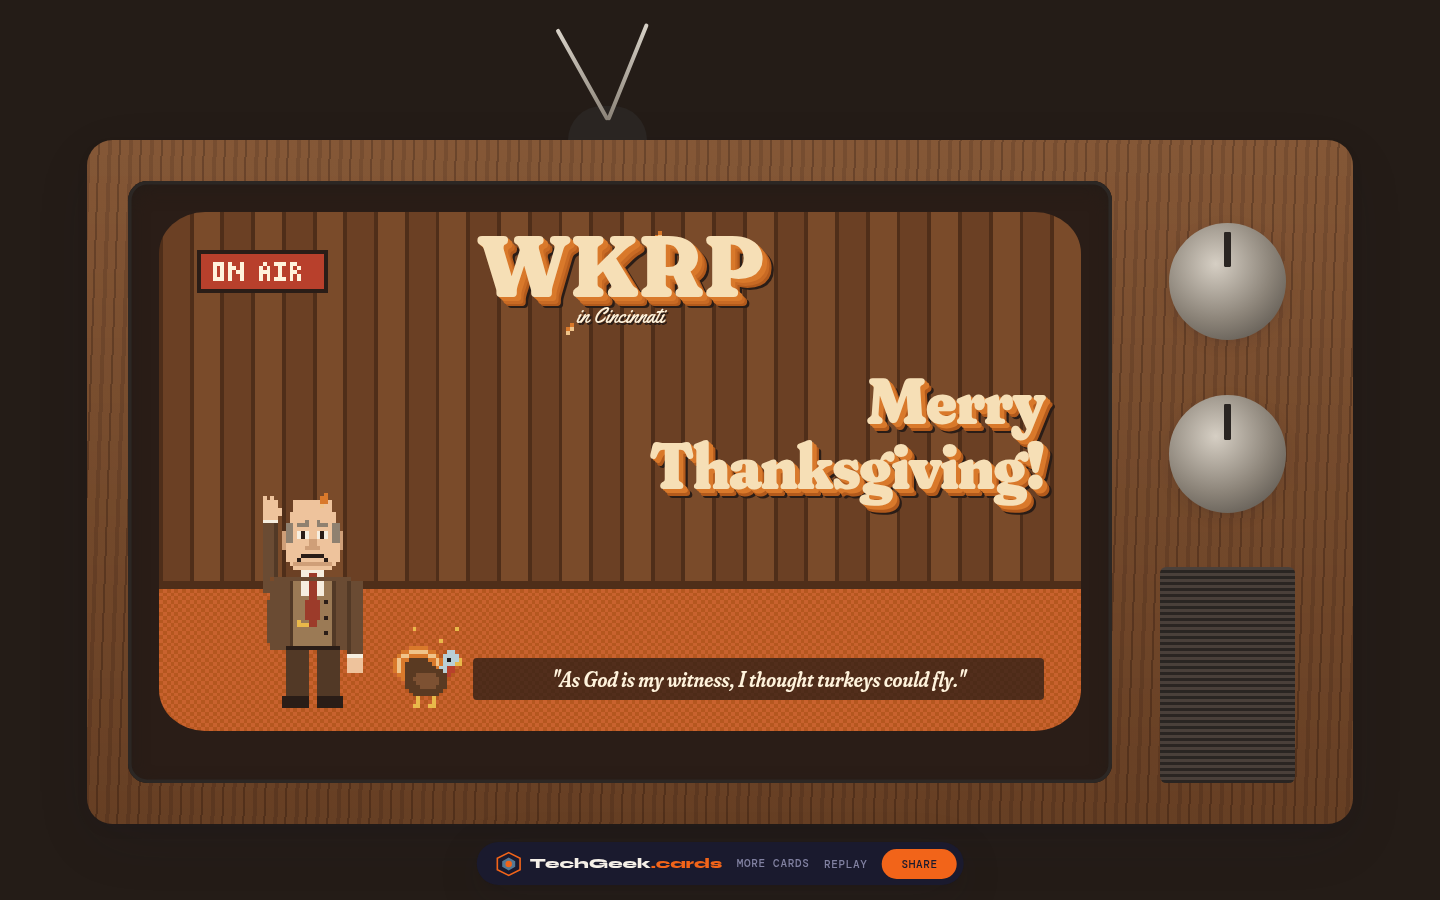 ON AIR
WKRP
in Cincinnati
Merry
Thanksgiving!
"As God is my witness, I thought turkeys could fly."
TechGeek.cards MORE CARDS REPLAY SHARE